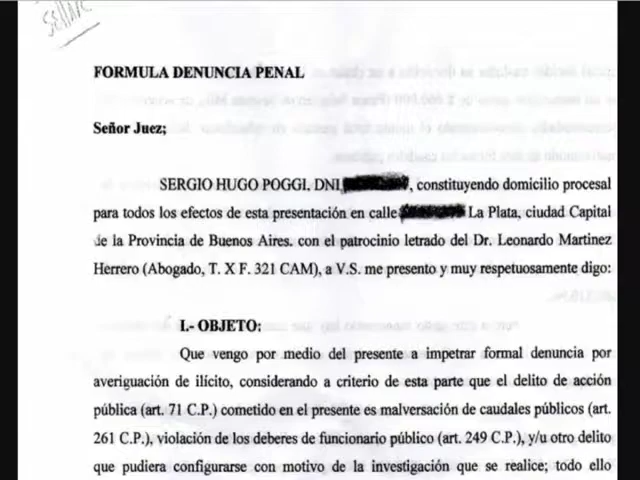 SELLAR
FORMULA DENUNCIA PENAL
Señor Juez;
SERGIO HUGO POGGI, DNI, constituyendo domicilio procesal
para todos los efectos de esta presentación en calle La Plata, ciudad Capital
de la Provincia de Buenos Aires. con el patrocinio letrado del Dr. Leonardo Martinez
Herrero (Abogado, T. X F. 321 CAM), a V.S. me presento y muy respetuosamente digo:
I.- OBJETO:
Que vengo por medio del presente a impetrar formal denuncia por
averiguación de ilícito, considerando a criterio de esta parte que el delito de acción
pública (art. 71 C.P.) cometido en el presente es malversación de caudales públicos (art.
261 C.P.), violación de los deberes de funcionario público (art. 249 C.P.), y/u otro delito
que pudiera configurarse con motivo de la investigación que se realice; todo ello